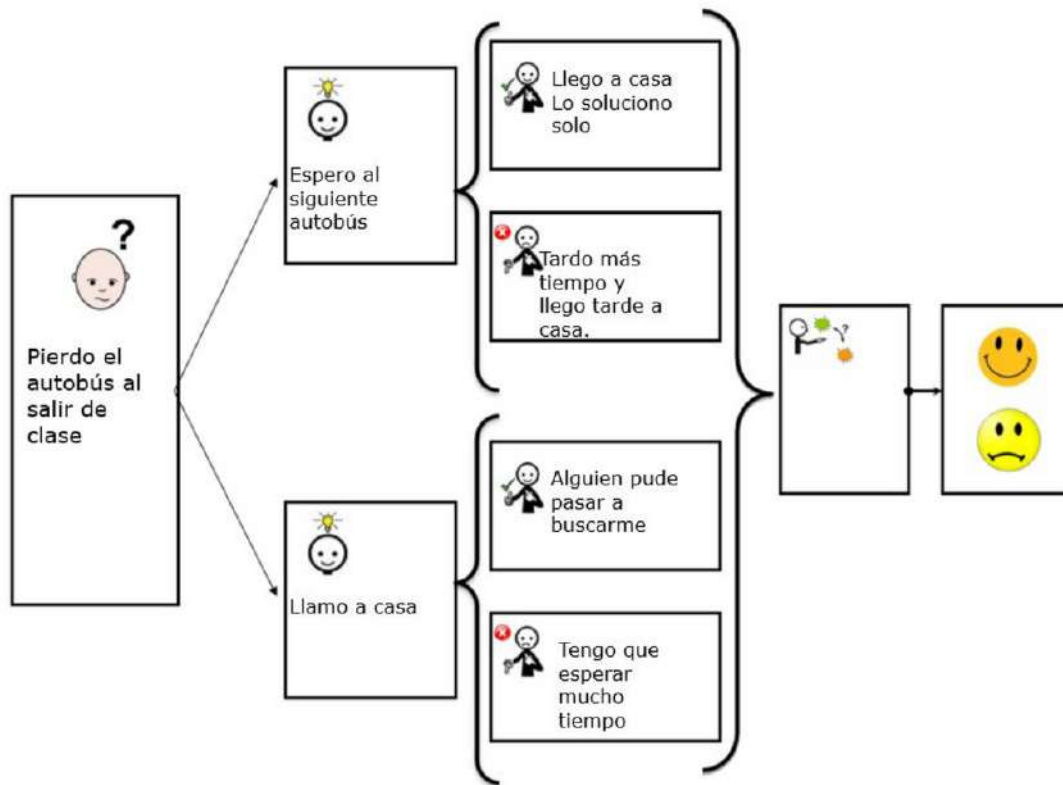 Pierdo el
autobús al
salir de
clase
?
Espero al
siguiente
autobús
Llego a casa
Lo soluciono
solo
Tardo más
tiempo y
llego tarde a
casa.
Llamo a casa
Alguien pude
pasar a
buscarme
Tengo que
esperar
mucho
tiempo
?